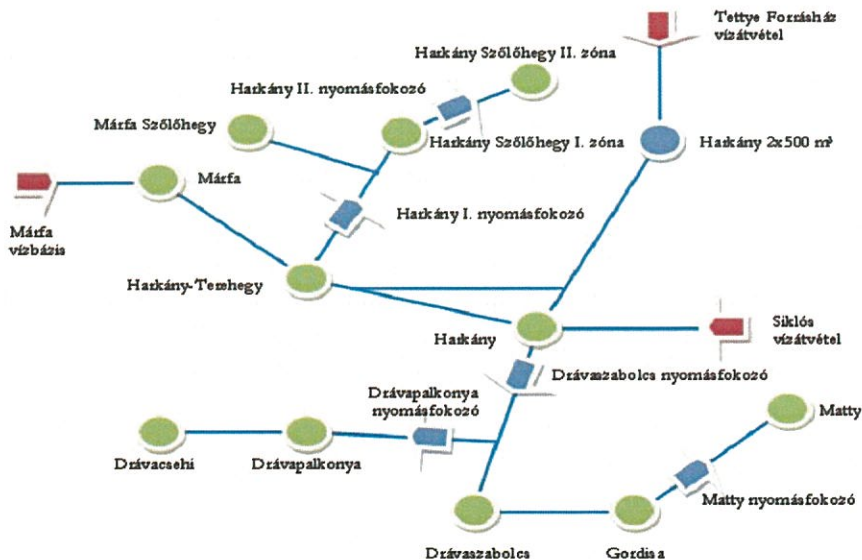 Tettye Forrásház
vízátvétel
Harkány Szőlőhegy II. zóna
Harkány II. nyomásfokozó
Márfa Szőlőhegy
Harkány Szőlőhegy I. zóna
Harkány 2x500 m³
Márfa
Harkány I. nyomásfokozó
Márfa
vízbázis
Harkány-Terehegy
Siklós
vízátvétel
Harkány
Drávaszabolcs nyomásfokozó
Drávapalkonya
nyomásfokozó
Matty
Drávacsehi
Drávapalkonya
Matty nyomásfokozó
Drávaszabolcs
Gordisa